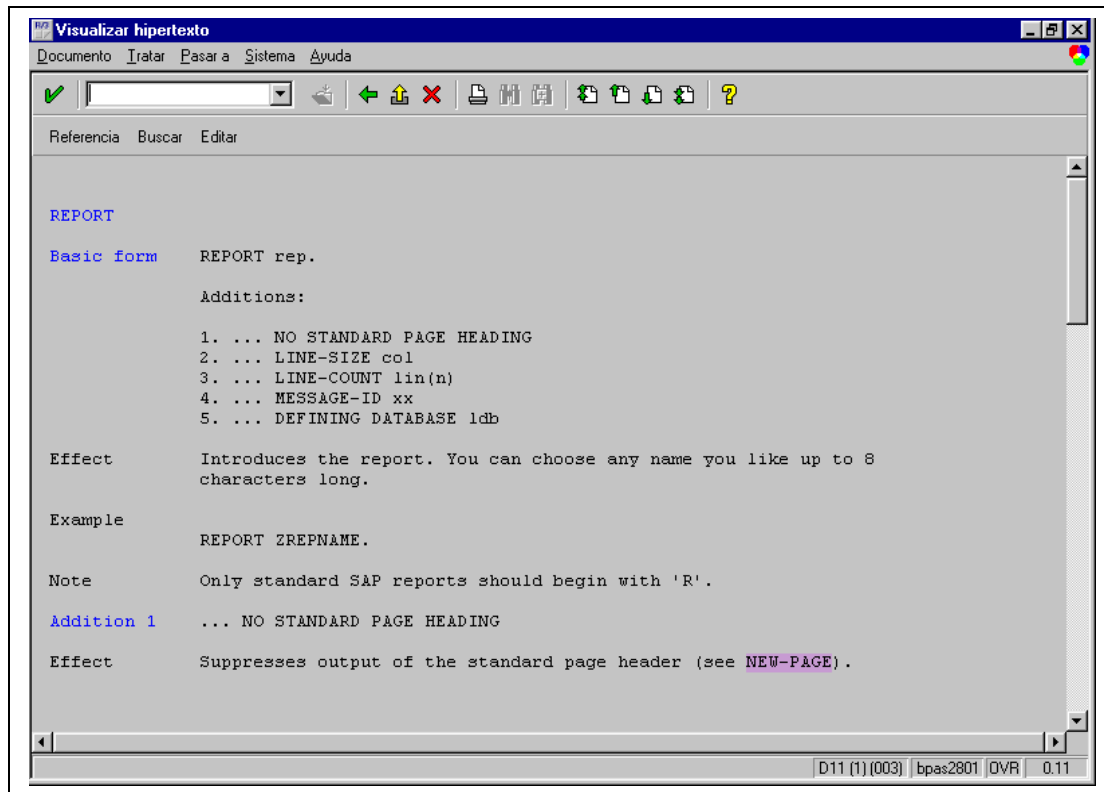 Visualizar hipertexto
Documento Tratar Pasar a Sistema Ayuda
Referencia Buscar Editar
REPORT
Basic form REPORT rep.
Additions:
1. ... NO STANDARD PAGE HEADING
2. ... LINE-SIZE col
3. ... LINE-COUNT lin(n)
4. ... MESSAGE-ID xx
5. ... DEFINING DATABASE ldb
Effect Introduces the report. You can choose any name you like up to 8
characters long.
Example
REPORT ZREPNAME.
Note Only standard SAP reports should begin with 'R'.
Addition 1 ... NO STANDARD PAGE HEADING
Effect Suppresses output of the standard page header (see NEW-PAGE).
D11 (1) (003) bpas2801 OVR 0.11